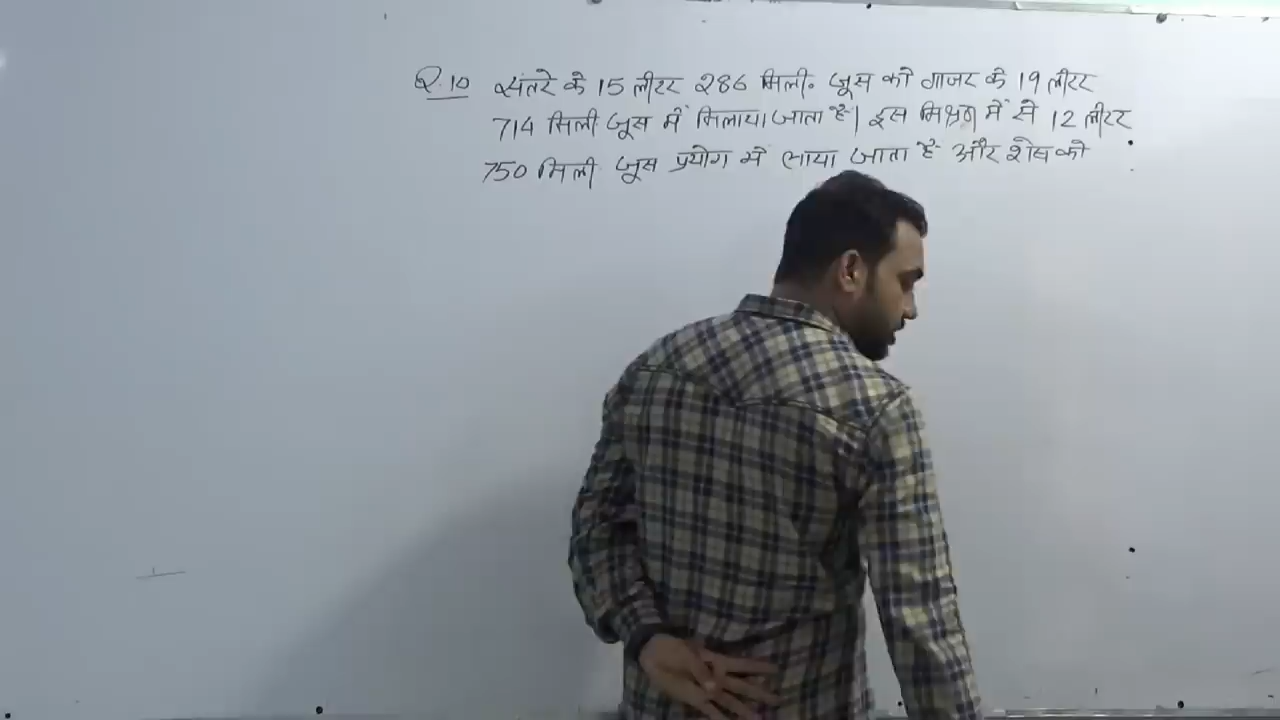 Q.10 संतरे के 15 लीटर 286 मिली. जूस को गाजर के 19 लीटर
714 मिली जूस में मिलाया जाता है। इस मिश्रण में से 12 लीटर
750 मिली. जूस प्रयोग में लाया जाता है और शेष को